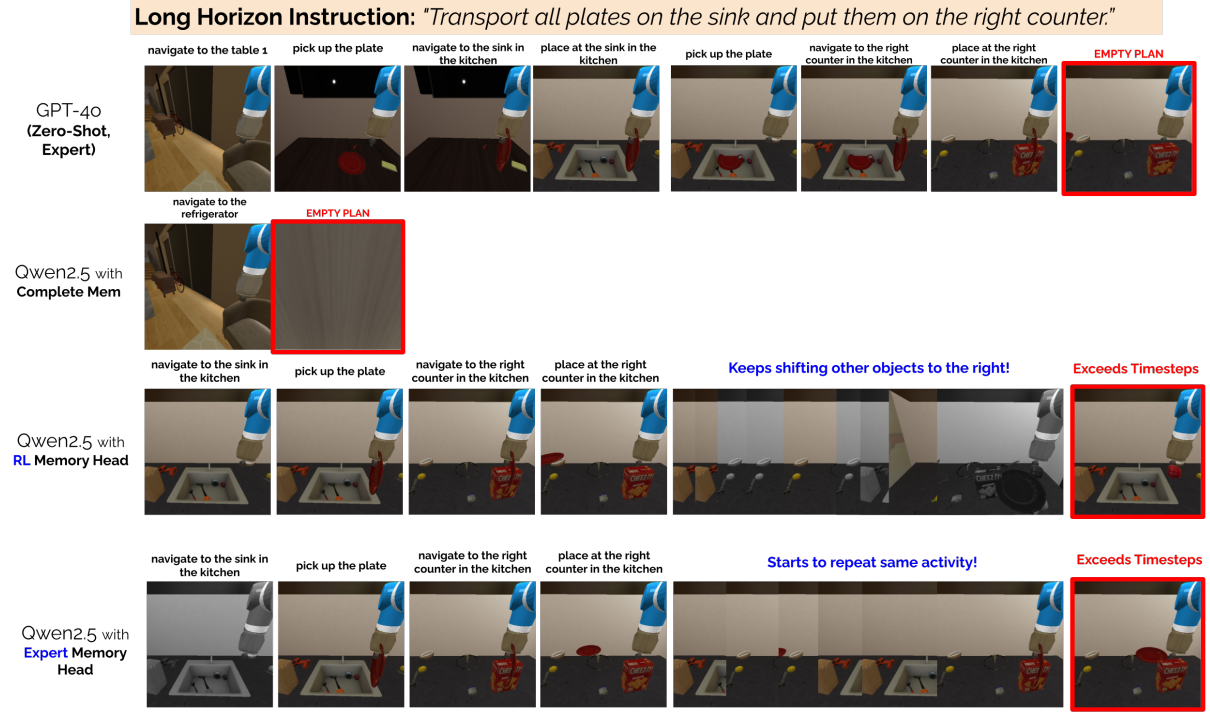 Long Horizon Instruction: "Transport all plates on the sink and put them on the right counter."
navigate to the table 1
pick up the plate
navigate to the sink in
the kitchen
place at the sink in the
kitchen
pick up the plate
navigate to the right
counter in the kitchen
place at the right
counter in the kitchen
EMPTY PLAN
GPT-4o
(Zero-Shot,
Expert)
CHEEZ-IT
navigate to the
refrigerator
EMPTY PLAN
Qwen2.5 with
Complete Mem
navigate to the sink in
the kitchen
pick up the plate
navigate to the right
counter in the kitchen
place at the right
counter in the kitchen
Keeps shifting other objects to the right!
Exceeds Timesteps
Qwen2.5 with
RL Memory Head
navigate to the sink in
the kitchen
pick up the plate
navigate to the right
counter in the kitchen
place at the right
counter in the kitchen
Starts to repeat same activity!
Exceeds Timesteps
Qwen2.5 with
Expert Memory
Head